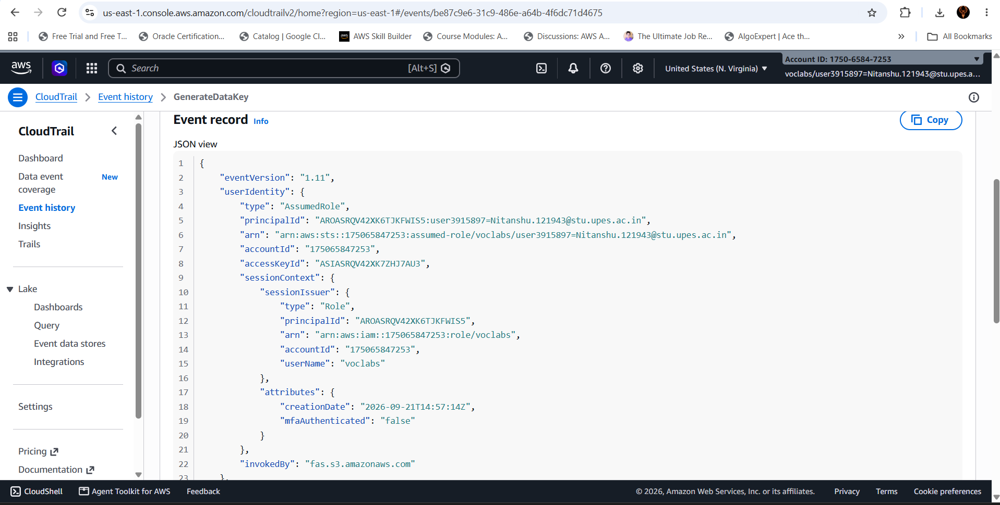 us-east-1.console.aws.amazon.com/cloudtrailv2/home?region=us-east-1#/events/be87c9e6-31c9-486e-a64b-4f6dc71d4675
Free Trial and Free T... Oracle Certification... Catalog | Google Cl... aws AWS Skill Builder Course Modules: A... Discussions: AWS A... The Ultimate Job Re... AlgoExpert | Ace th... » All Bookmarks
aws Search [Alt+S] United States (N. Virginia) Account ID: 1750-6584-7253
voclabs/user3915897=Nitanshu.121943@stu.upes.a...
CloudTrail Event history GenerateDataKey
CloudTrail
Dashboard
Data event coverage New
Event history
Insights
Trails
Lake
Dashboards
Query
Event data stores
Integrations
Settings
Pricing
Documentation
Event record Info Copy
JSON view
1 {
2 "eventVersion": "1.11",
3 "userIdentity": {
4 "type": "AssumedRole",
5 "principalId": "AROASRQV42XK6TJKFWIS5:user3915897=Nitanshu.121943@stu.upes.ac.in",
6 "arn": "arn:aws:sts::175065847253:assumed-role/voclabs/user3915897=Nitanshu.121943@stu.upes.ac.in",
7 "accountId": "175065847253",
8 "accessKeyId": "ASIASRQV42XK7ZHJ7AU3",
9 "sessionContext": {
10 "sessionIssuer": {
11 "type": "Role",
12 "principalId": "AROASRQV42XK6TJKFWIS5",
13 "arn": "arn:aws:iam::175065847253:role/voclabs",
14 "accountId": "175065847253",
15 "userName": "voclabs"
16 },
17 "attributes": {
18 "creationDate": "2026-09-21T14:57:14Z",
19 "mfaAuthenticated": "false"
20 }
21 },
22 "invokedBy": "fas.s3.amazonaws.com"
23 },
CloudShell Agent Toolkit for AWS Feedback © 2026, Amazon Web Services, Inc. or its affiliates. Privacy Terms Cookie preferences